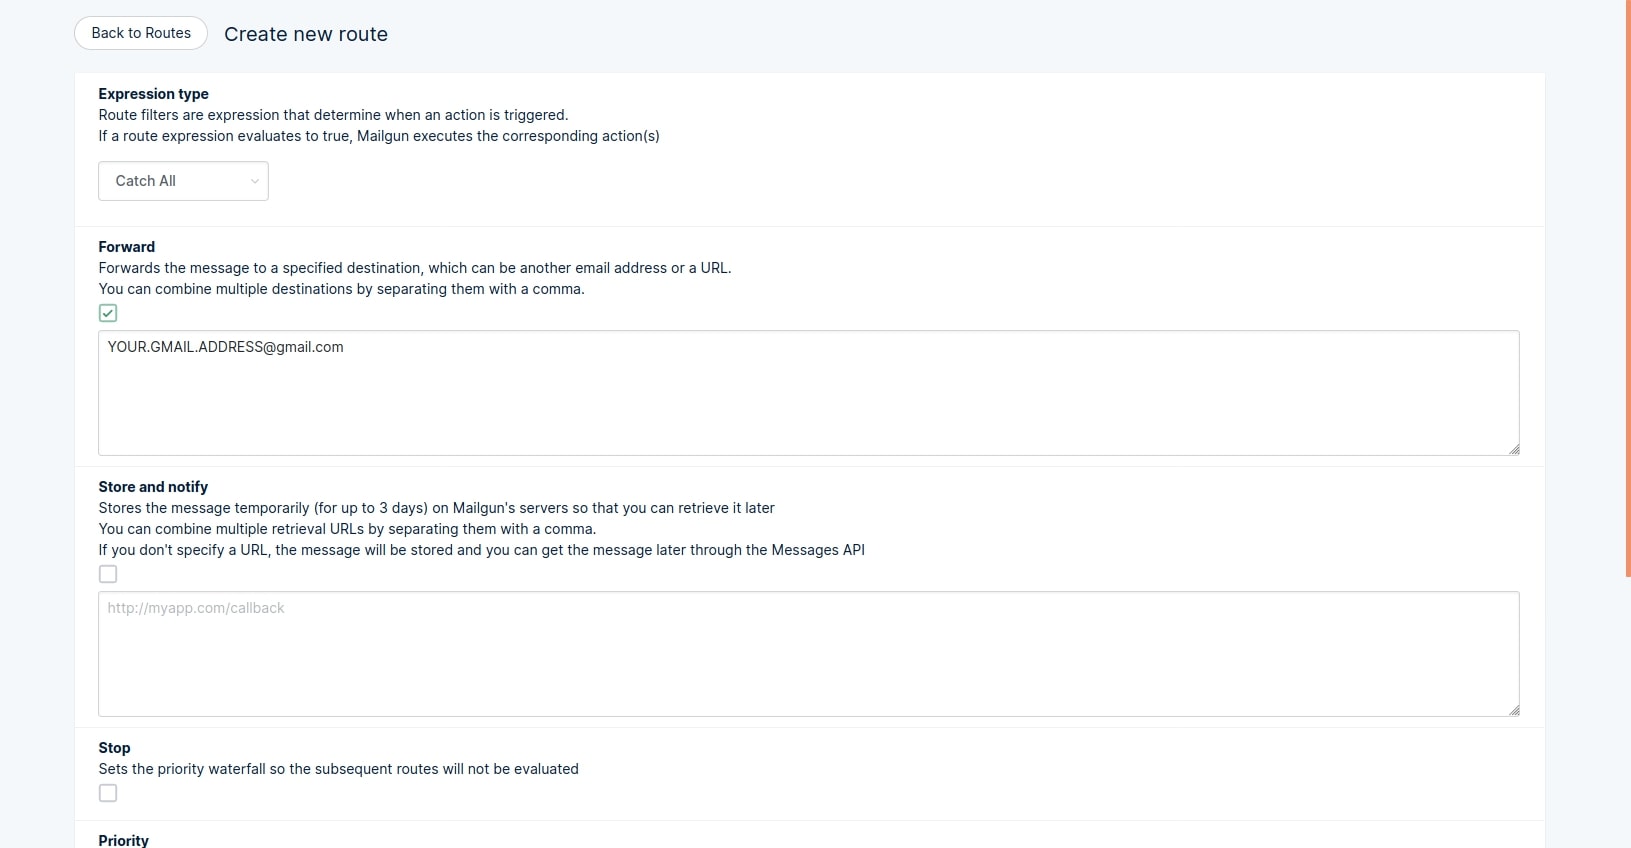 Back to Routes
Create new route
Expression type
Route filters are expression that determine when an action is triggered.
If a route expression evaluates to true, Mailgun executes the corresponding action(s)
Catch All
Forward
Forwards the message to a specified destination, which can be another email address or a URL.
You can combine multiple destinations by separating them with a comma.
YOUR.GMAIL.ADDRESS@gmail.com
Store and notify
Stores the message temporarily (for up to 3 days) on Mailgun's servers so that you can retrieve it later
You can combine multiple retrieval URLs by separating them with a comma.
If you don't specify a URL, the message will be stored and you can get the message later through the Messages API
http://myapp.com/callback
Stop
Sets the priority waterfall so the subsequent routes will not be evaluated
Priority